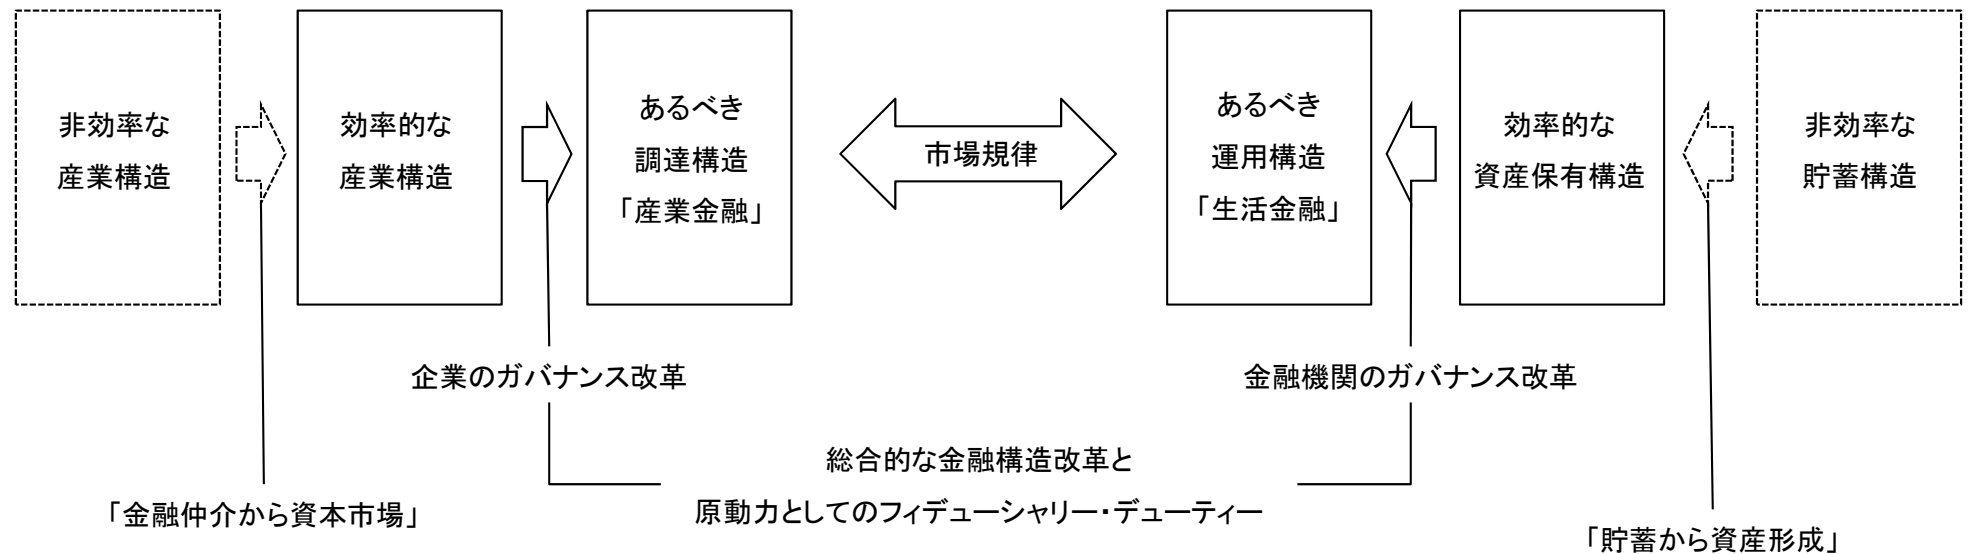 非効率な
産業構造
効率的な
産業構造
あるべき
調達構造
「産業金融」
市場規律
あるべき
運用構造
「生活金融」
効率的な
資産保有構造
非効率な
貯蓄構造
企業のガバナンス改革
金融機関のガバナンス改革
総合的な金融構造改革と
原動力としてのフィデューシャリー・デューティー
「金融仲介から資本市場」
「貯蓄から資産形成」